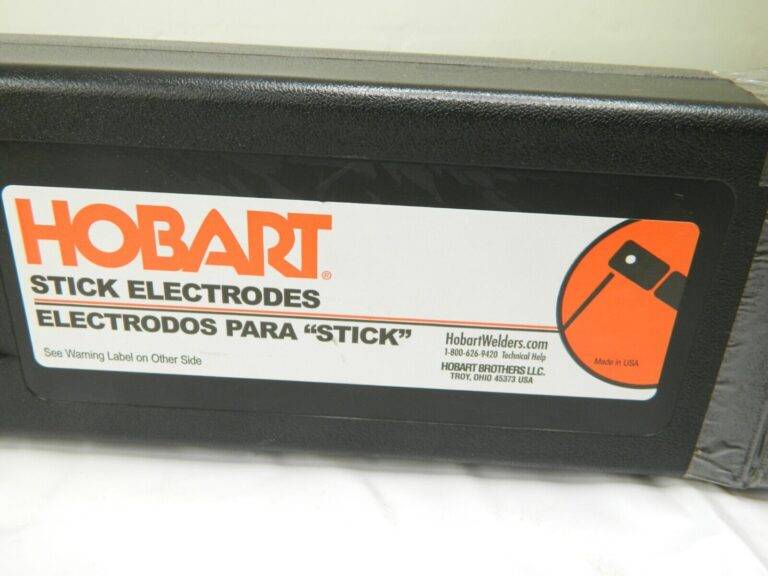 HOBART®
STICK ELECTRODES
ELECTRODOS PARA “STICK”
See Warning Label on Other Side
HobartWelders.com
1-800-626-9420 Technical Help
HOBART BROTHERS LLC.
TROY, OHIO 45373 USA
Made in USA